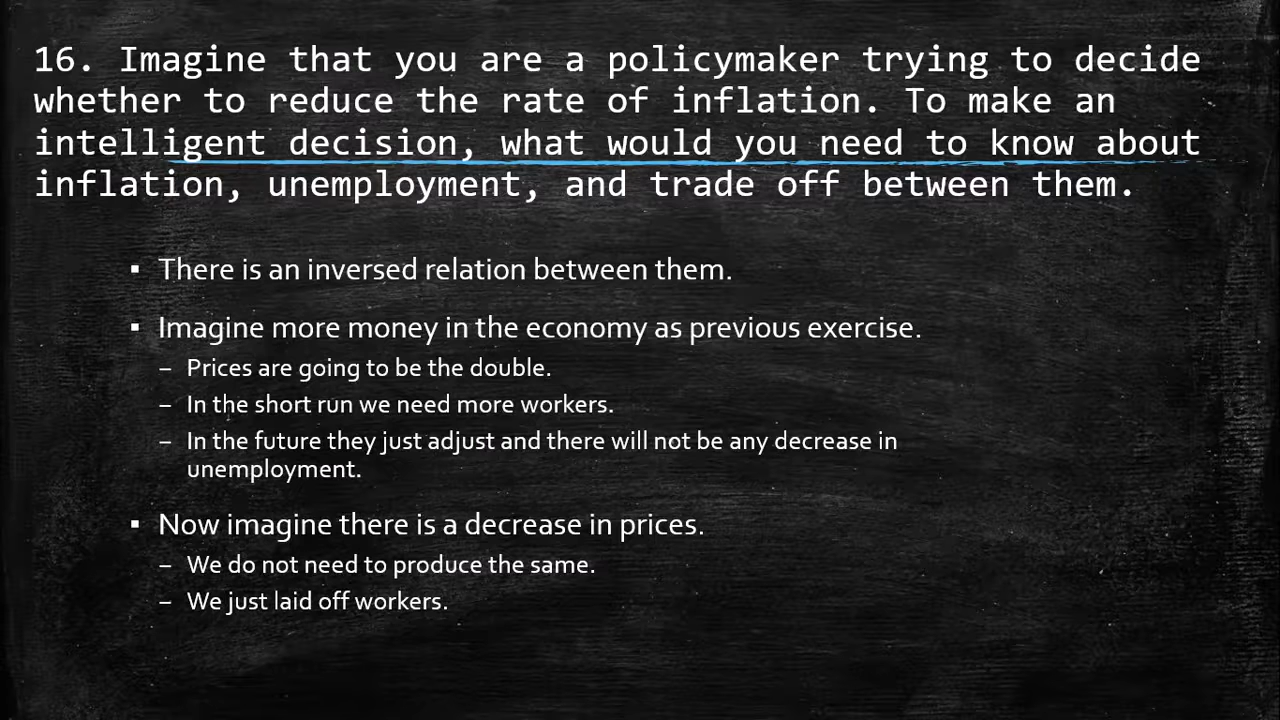 16. Imagine that you are a policymaker trying to decide
whether to reduce the rate of inflation. To make an
intelligent decision, what would you need to know about
inflation, unemployment, and trade off between them.
▪ There is an inversed relation between them.
▪ Imagine more money in the economy as previous exercise.
– Prices are going to be the double.
– In the short run we need more workers.
– In the future they just adjust and there will not be any decrease in
unemployment.
▪ Now imagine there is a decrease in prices.
– We do not need to produce the same.
– We just laid off workers.